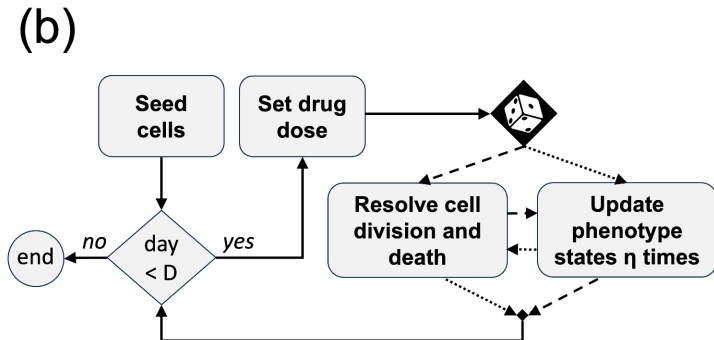 (b)
Seed
cells
Set drug
dose
Resolve cell
division and
death
Update
phenotype
states η times
end
no
day
< D
yes